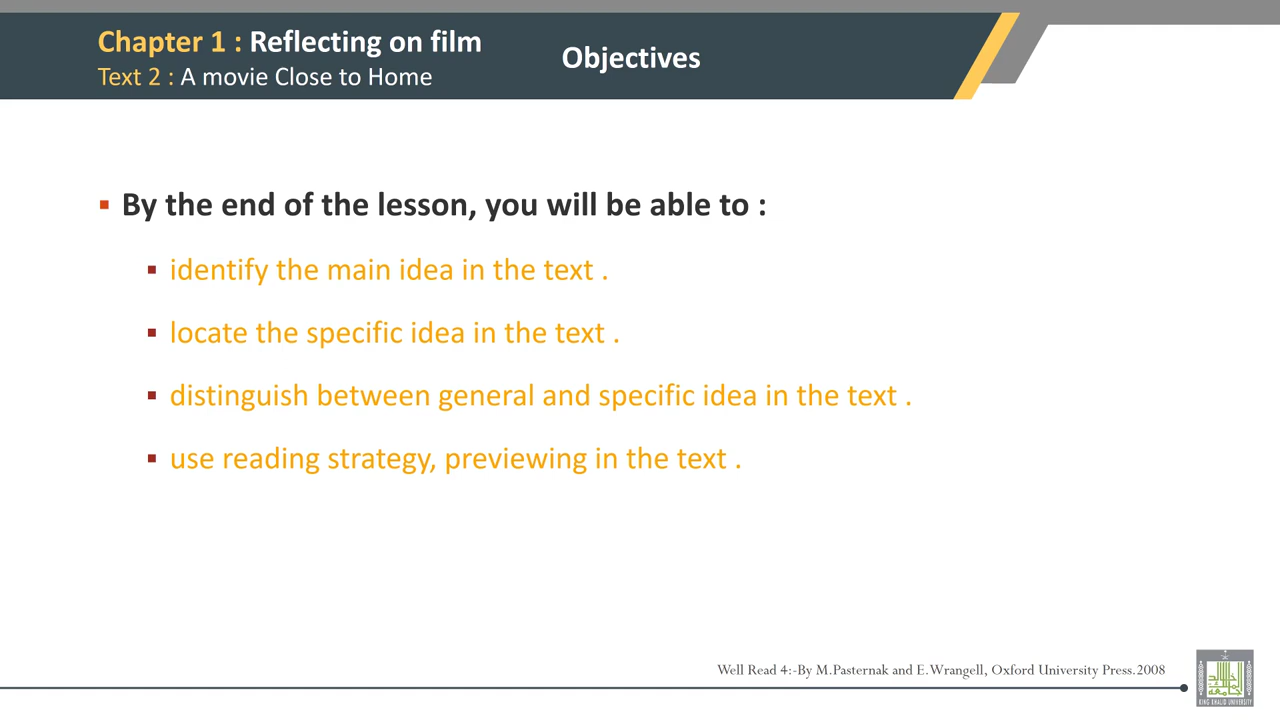 Chapter 1 : Reflecting on film
Text 2 : A movie Close to Home
Objectives
By the end of the lesson, you will be able to :
identify the main idea in the text .
locate the specific idea in the text .
distinguish between general and specific idea in the text .
use reading strategy, previewing in the text .
Well Read 4:-By M.Pasternak and E.Wrangell, Oxford University Press.2008
KING KHALID UNIVERSITY